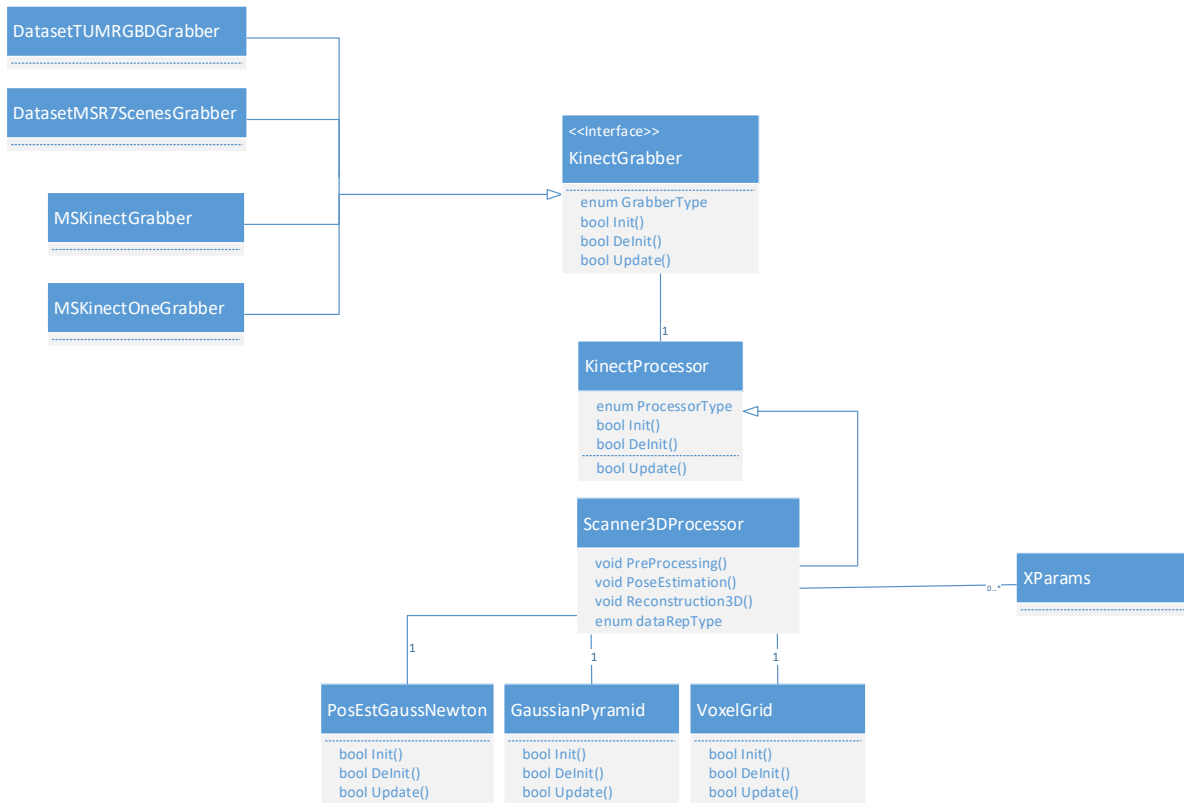 DatasetTUMRGBDGrabber
DatasetMSR7ScenesGrabber
MSKinectGrabber
MSKinectOneGrabber
<<Interface>>
KinectGrabber
enum GrabberType
bool Init()
bool DeInit()
bool Update()
1
KinectProcessor
enum ProcessorType
bool Init()
bool DeInit()
bool Update()
Scanner3DProcessor
void PreProcessing()
void PoseEstimation()
void Reconstruction3D()
enum dataRepType
0..*
XParams
1
1
1
PosEstGaussNewton
bool Init()
bool DeInit()
bool Update()
GaussianPyramid
bool Init()
bool DeInit()
bool Update()
VoxelGrid
bool Init()
bool DeInit()
bool Update()